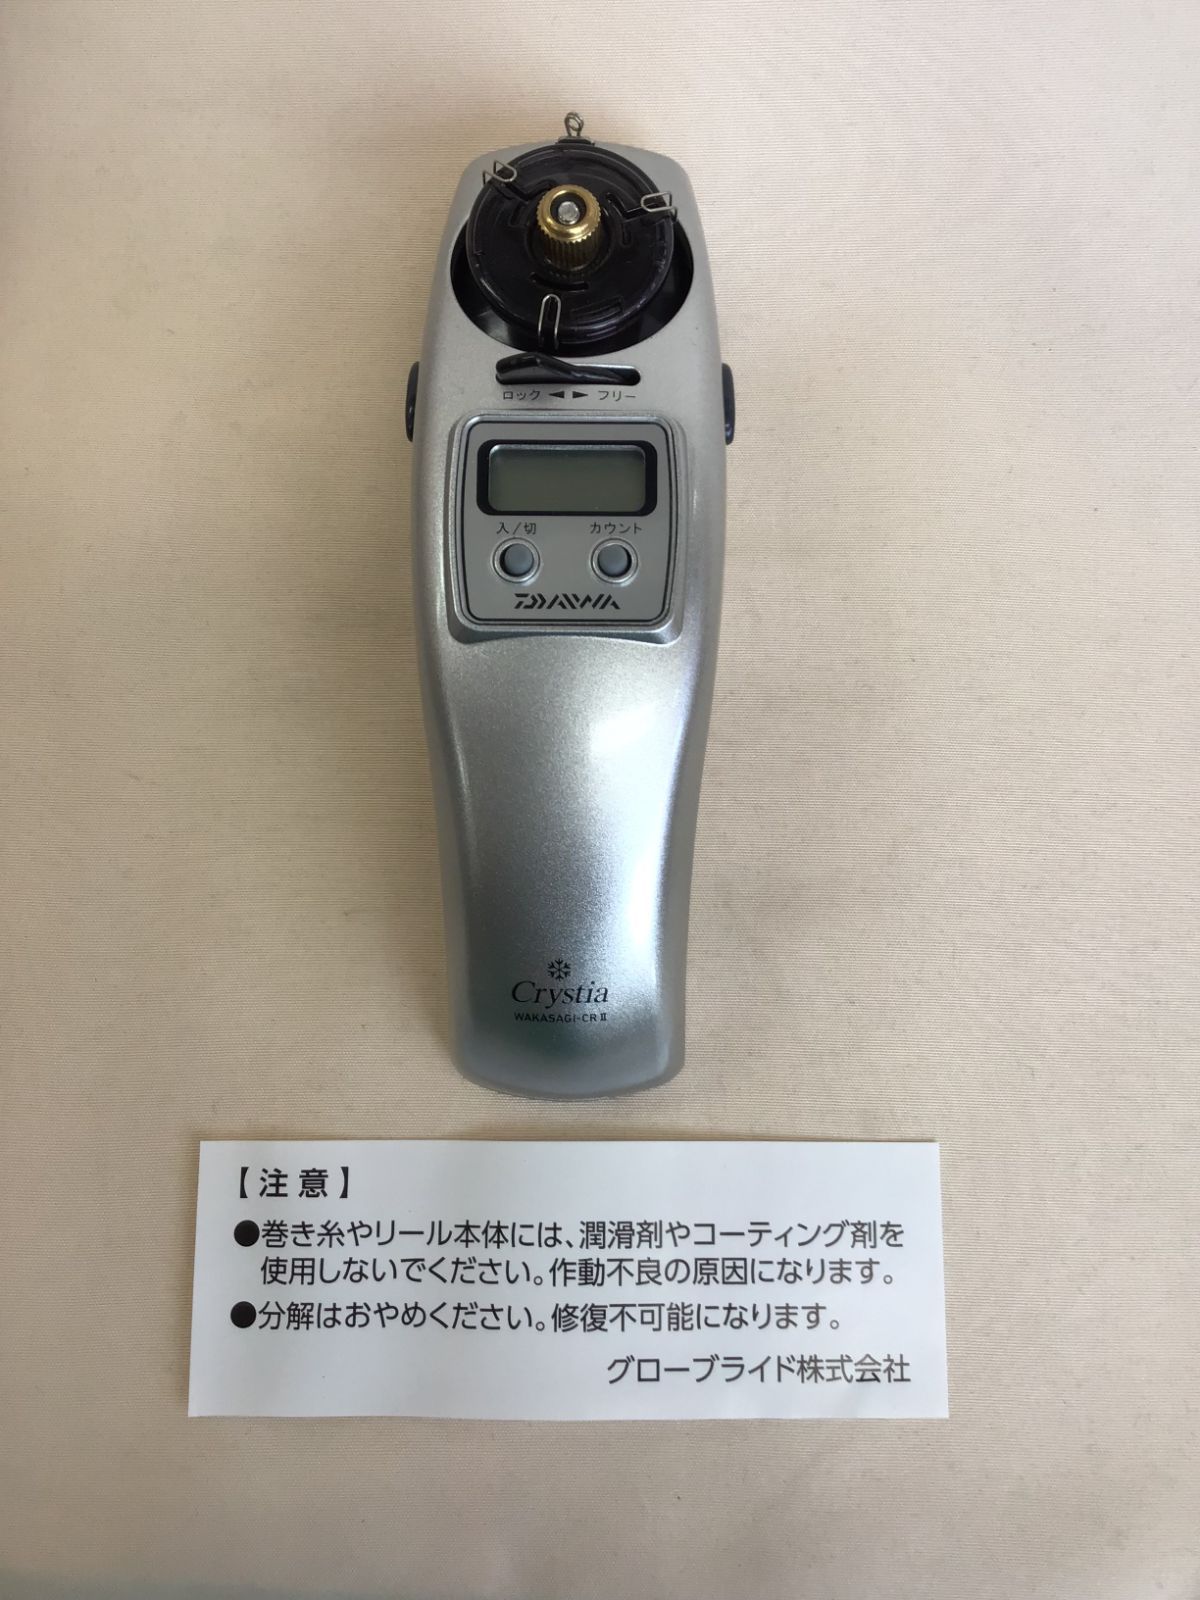 ロック ◀ ▶ フリー
入/切 カウント
DAIWA
Crystia
WAKASAGI-CR II
【注意】
●巻き糸やリール本体には、潤滑剤やコーティング剤を
使用しないでください。作動不良の原因になります。
●分解はおやめください。修復不可能になります。
グローブライド株式会社